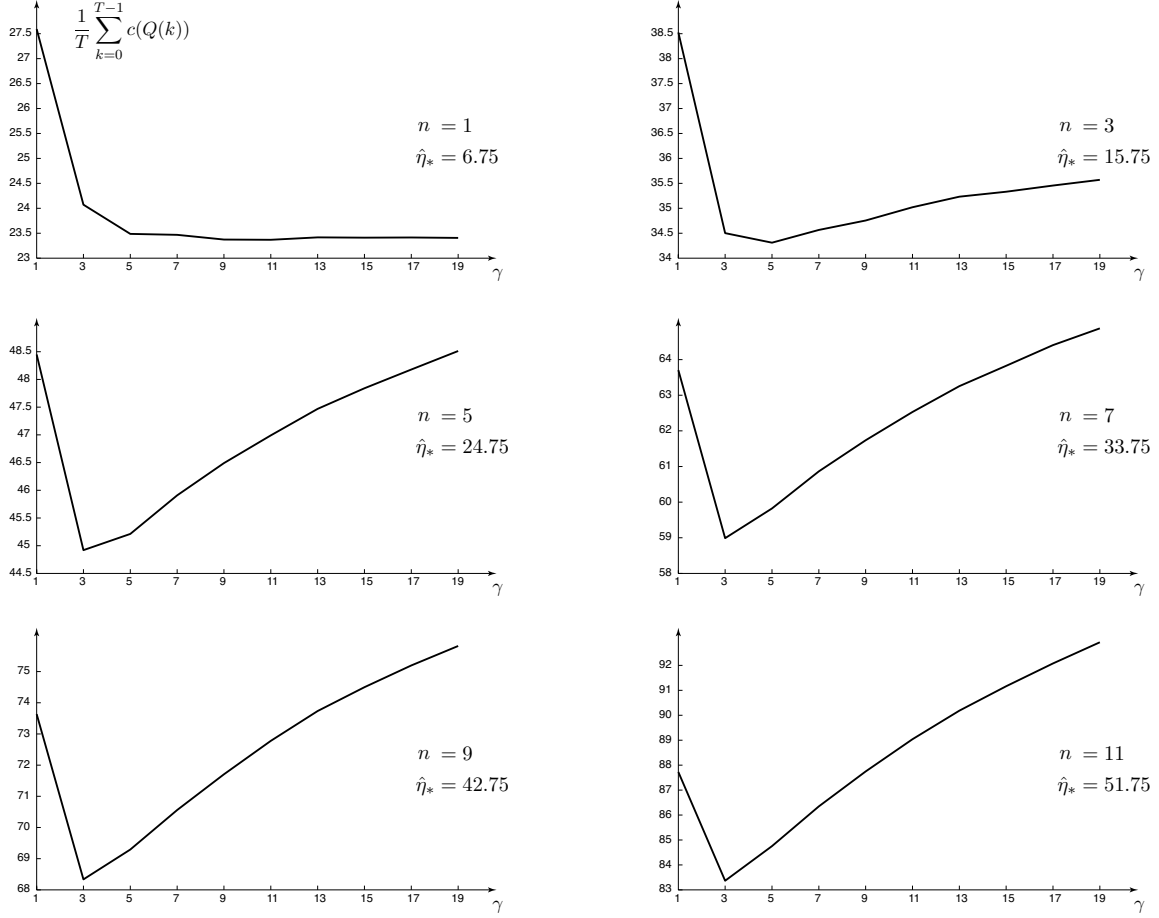 1/T ∑_{k=0}^{T−1} c(Q(k))
27.5
27
26.5
26
25.5
25
24.5
24
23.5
23
1 3 5 7 9 11 13 15 17 19 γ
n = 1
η̂* = 6.75
38.5
38
37.5
37
36.5
36
35.5
35
34.5
34
1 3 5 7 9 11 13 15 17 19 γ
n = 3
η̂* = 15.75
48.5
48
47.5
47
46.5
46
45.5
45
44.5
1 3 5 7 9 11 13 15 17 19 γ
n = 5
η̂* = 24.75
64
63
62
61
60
59
58
1 3 5 7 9 11 13 15 17 19 γ
n = 7
η̂* = 33.75
75
74
73
72
71
70
69
68
1 3 5 7 9 11 13 15 17 19 γ
n = 9
η̂* = 42.75
92
91
90
89
88
87
86
85
84
83
1 3 5 7 9 11 13 15 17 19 γ
n = 11
η̂* = 51.75